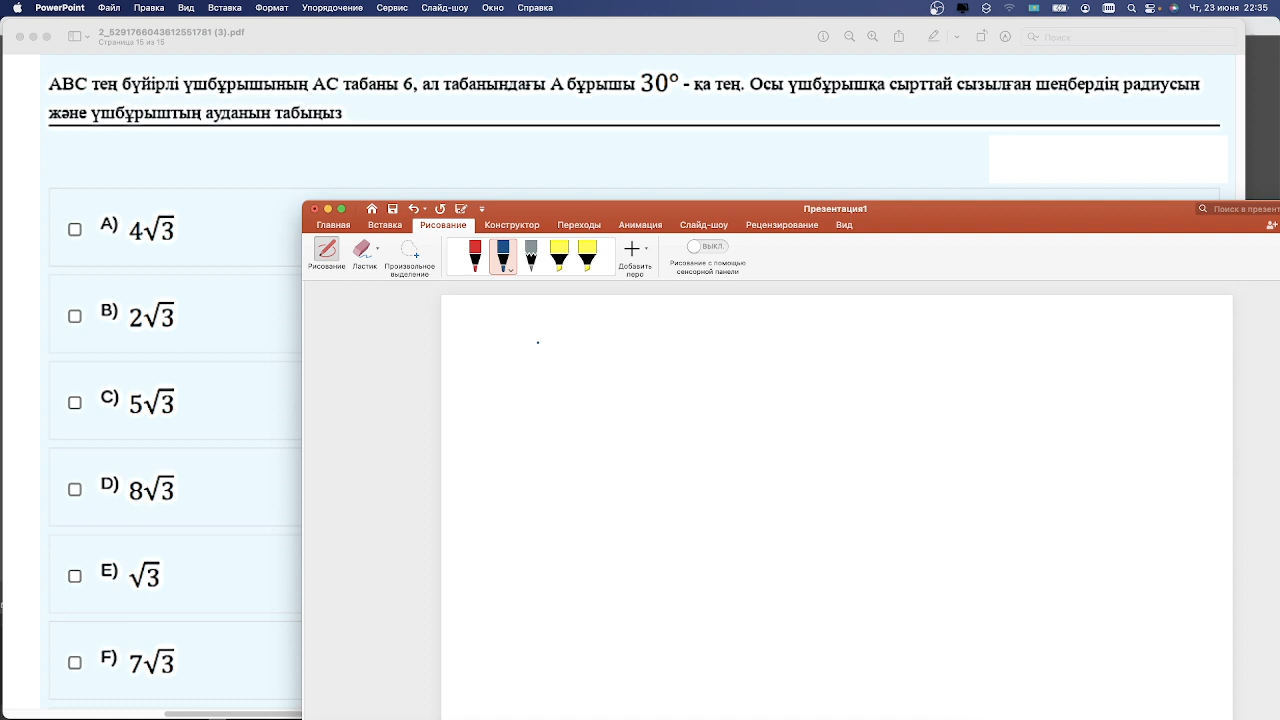 PowerPoint Файл Правка Вид Вставка Формат Упорядочить Сервис Слайд-шоу Окно Справка Чт, 23 июня 22:35
2_5291766043612551781 (3).pdf
Страница 15 из 15
Поиск
ABC тең бүйірлі үшбұрышының AC табаны 6, ал табанындағы A бұрышы 30° - қа тең. Осы үшбұрышқа сырттай сызылған шеңбердің радиусын
және үшбұрыштың ауданын табыңыз
A) 4√3
B) 2√3
C) 5√3
D) 8√3
E) √3
F) 7√3
Презентация1
Поиск в презент
Главная Вставка Рисование Конструктор Переходы Анимация Слайд-шоу Рецензирование Вид
ВЫКЛ.
Рисование Ластик Произвольное выделение Добавить перо Рисование с помощью сенсорной панели